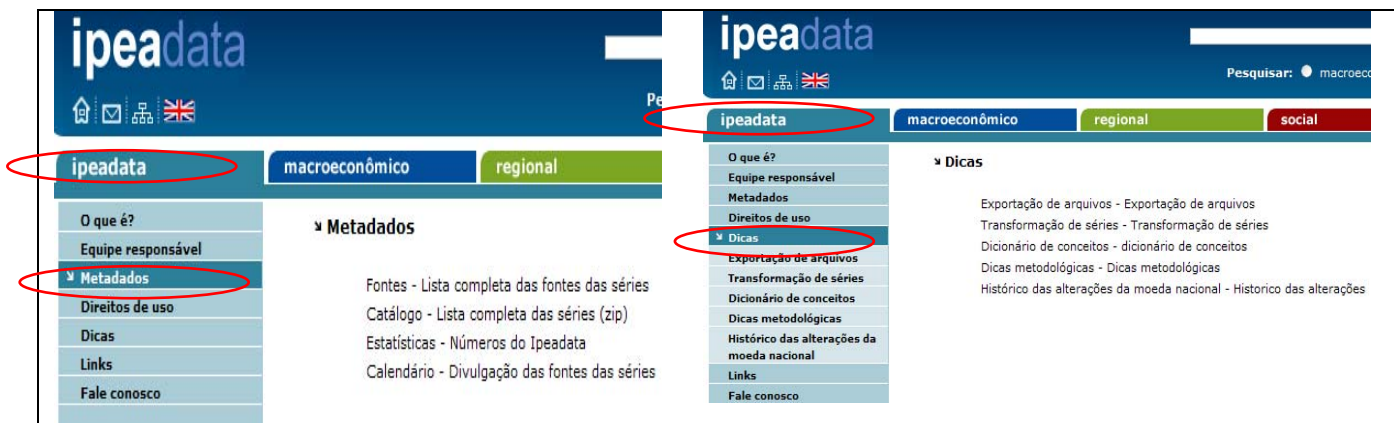 ipeadata
Pe
ipeadata
macroeconômico
regional
O que é?
Equipe responsável
Metadados
Direitos de uso
Dicas
Links
Fale conosco
Metadados
Fontes - Lista completa das fontes das séries
Catálogo - Lista completa das séries (zip)
Estatísticas - Números do Ipeadata
Calendário - Divulgação das fontes das séries
ipeadata
Pesquisar: macroeco
ipeadata
macroeconômico
regional
social
O que é?
Equipe responsável
Metadados
Direitos de uso
Dicas
Exportação de arquivos
Transformação de séries
Dicionário de conceitos
Dicas metodológicas
Histórico das alterações da
moeda nacional
Links
Fale conosco
Dicas
Exportação de arquivos - Exportação de arquivos
Transformação de séries - Transformação de séries
Dicionário de conceitos - dicionário de conceitos
Dicas metodológicas - Dicas metodológicas
Histórico das alterações da moeda nacional - Historico das alterações